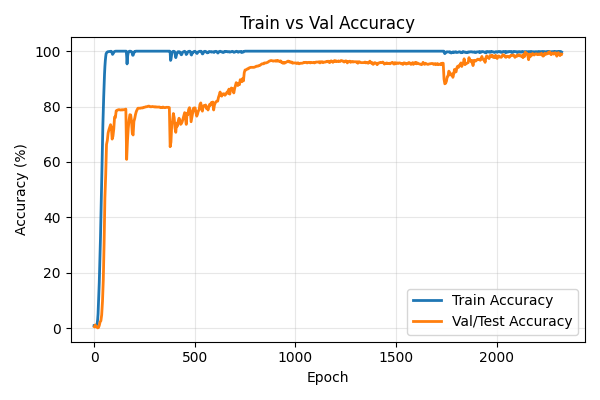 Train vs Val Accuracy
Accuracy (%)
100
80
60
40
20
0
Train Accuracy
Val/Test Accuracy
0 500 1000 1500 2000
Epoch